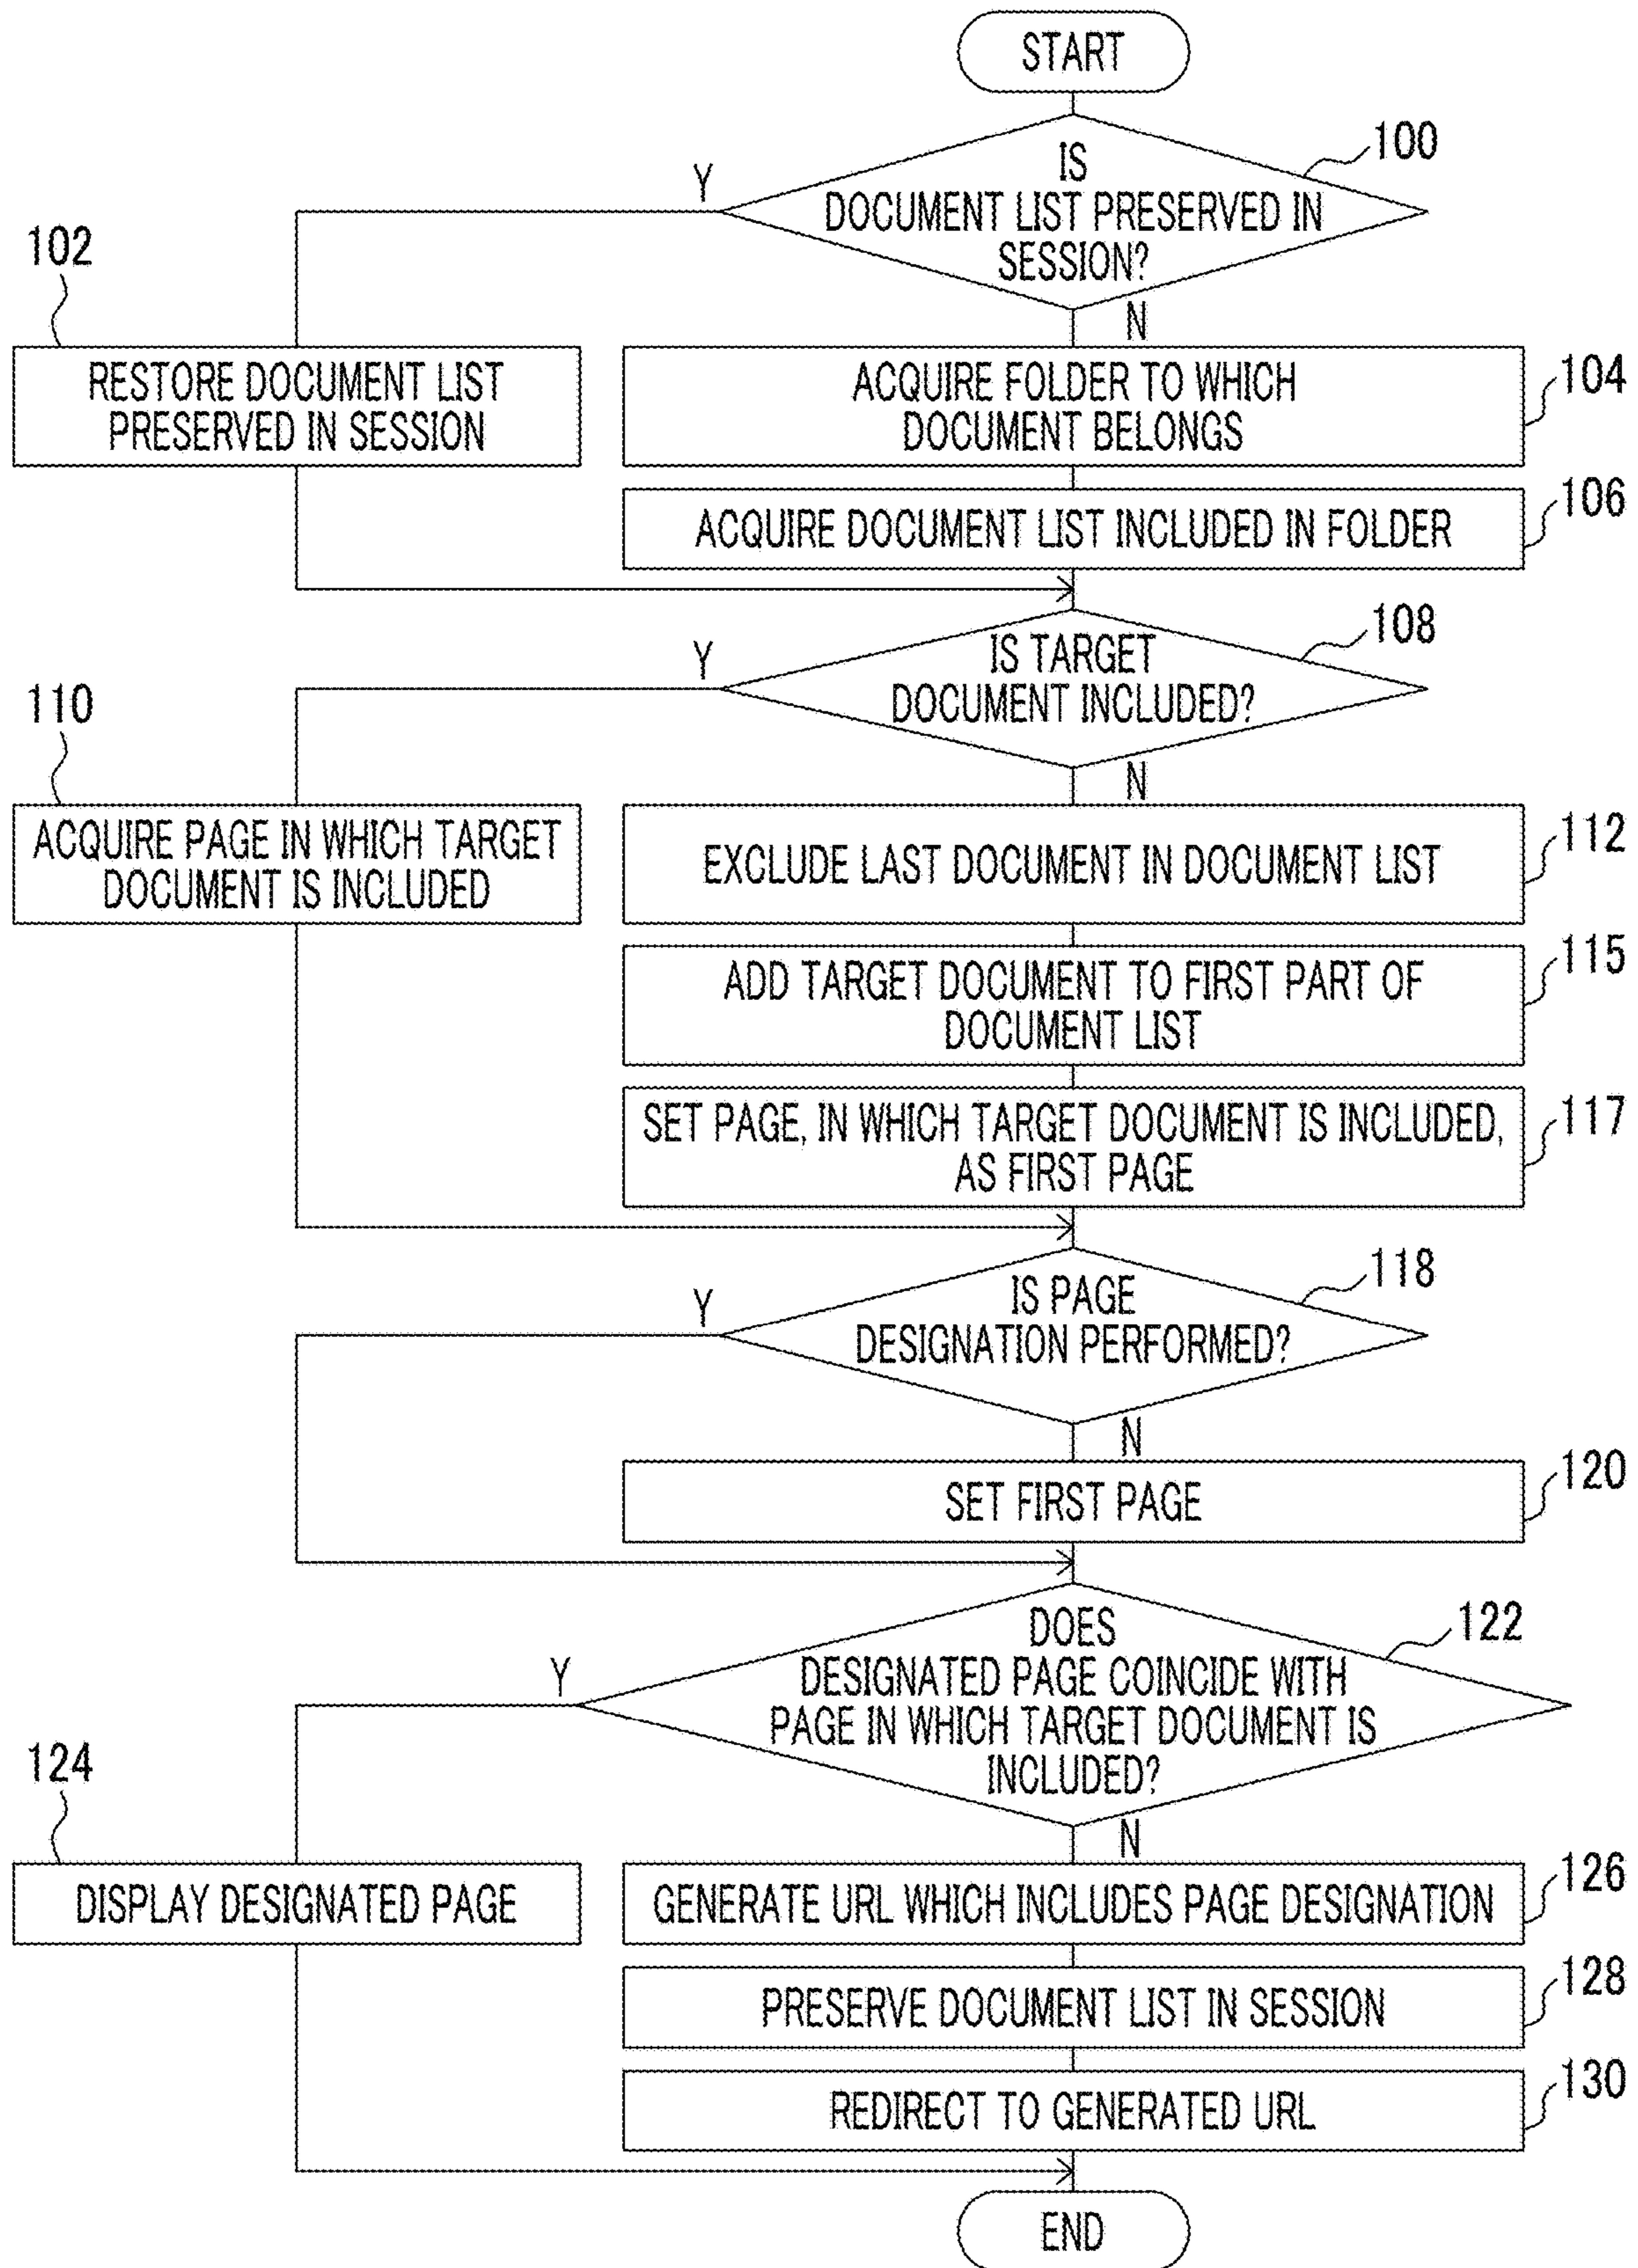 START
100
IS
DOCUMENT LIST PRESERVED IN
SESSION?
Y
N
102
RESTORE DOCUMENT LIST
PRESERVED IN SESSION
ACQUIRE FOLDER TO WHICH
DOCUMENT BELONGS
104
ACQUIRE DOCUMENT LIST INCLUDED IN FOLDER
106
IS TARGET
DOCUMENT INCLUDED?
108
Y
N
110
ACQUIRE PAGE IN WHICH TARGET
DOCUMENT IS INCLUDED
EXCLUDE LAST DOCUMENT IN DOCUMENT LIST
112
ADD TARGET DOCUMENT TO FIRST PART OF
DOCUMENT LIST
115
SET PAGE, IN WHICH TARGET DOCUMENT IS INCLUDED,
AS FIRST PAGE
117
IS PAGE
DESIGNATION PERFORMED?
118
Y
N
SET FIRST PAGE
120
DOES
DESIGNATED PAGE COINCIDE WITH
PAGE IN WHICH TARGET DOCUMENT IS
INCLUDED?
122
Y
N
124
DISPLAY DESIGNATED PAGE
GENERATE URL WHICH INCLUDES PAGE DESIGNATION
126
PRESERVE DOCUMENT LIST IN SESSION
128
REDIRECT TO GENERATED URL
130
END